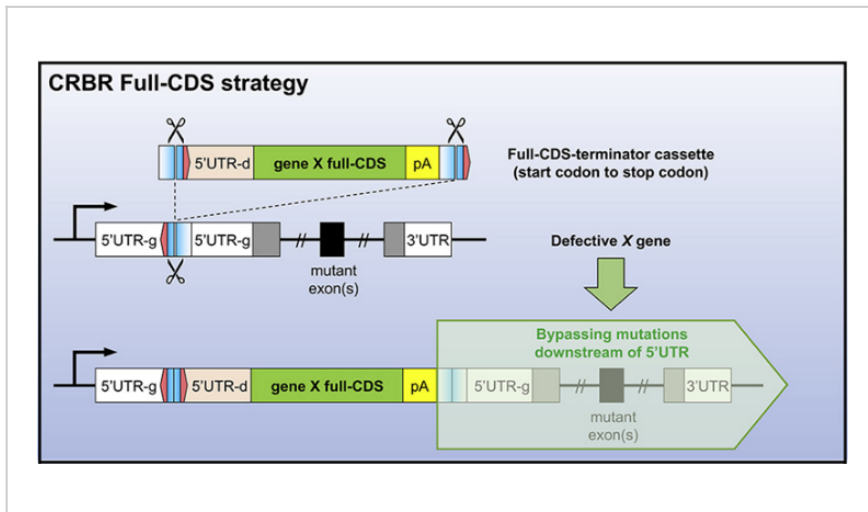 CRBR Full-CDS strategy
5'UTR-d gene X full-CDS pA
Full-CDS-terminator cassette
(start codon to stop codon)
5'UTR-g 5'UTR-g 3'UTR
mutant
exon(s)
Defective X gene
Bypassing mutations
downstream of 5'UTR
5'UTR-g 5'UTR-d gene X full-CDS pA 5'UTR-g 3'UTR
mutant
exon(s)